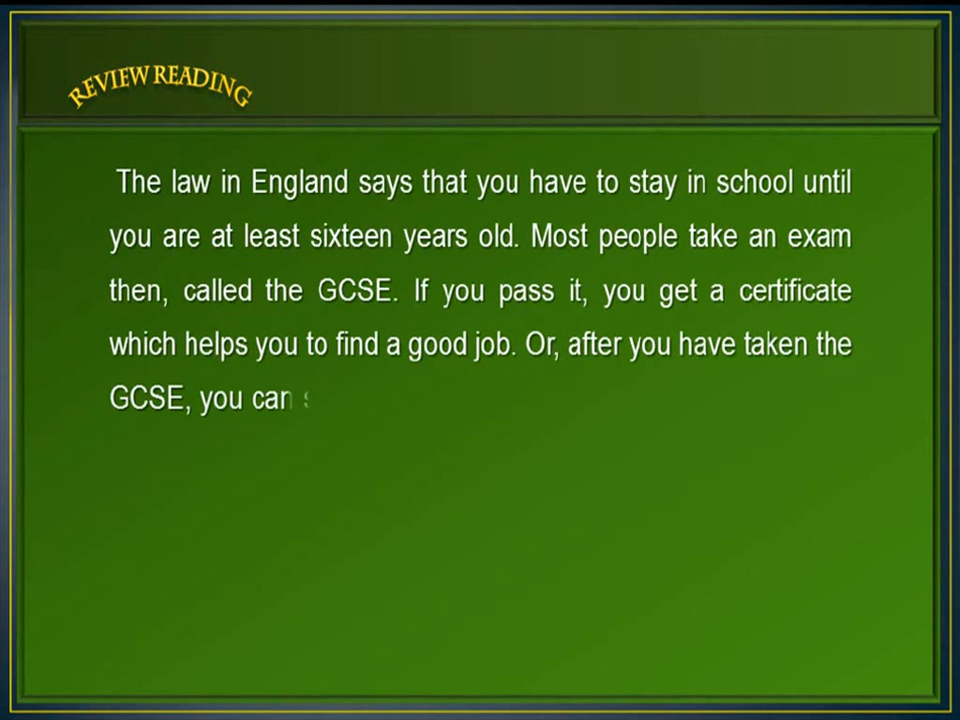 REVIEW READING
The law in England says that you have to stay in school until
you are at least sixteen years old. Most people take an exam
then, called the GCSE. If you pass it, you get a certificate
which helps you to find a good job. Or, after you have taken the
GCSE, you can